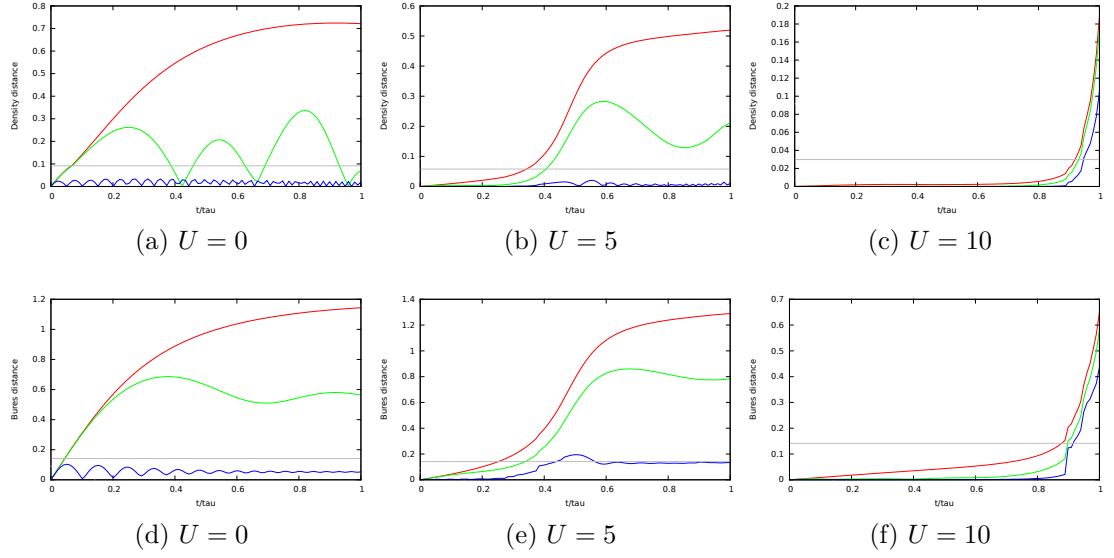 Density distance
0.8
0.7
0.6
0.5
0.4
0.3
0.2
0.1
0
0 0.2 0.4 0.6 0.8 1
t/tau
(a) U = 0
Density distance
0.6
0.5
0.4
0.3
0.2
0.1
0
0 0.2 0.4 0.6 0.8 1
t/tau
(b) U = 5
Density distance
0.2
0.18
0.16
0.14
0.12
0.1
0.08
0.06
0.04
0.02
0
0 0.2 0.4 0.6 0.8 1
t/tau
(c) U = 10
Bures distance
1.2
1
0.8
0.6
0.4
0.2
0
0 0.2 0.4 0.6 0.8 1
t/tau
(d) U = 0
Bures distance
1.4
1.2
1
0.8
0.6
0.4
0.2
0
0 0.2 0.4 0.6 0.8 1
t/tau
(e) U = 5
Bures distance
0.7
0.6
0.5
0.4
0.3
0.2
0.1
0
0 0.2 0.4 0.6 0.8 1
t/tau
(f) U = 10